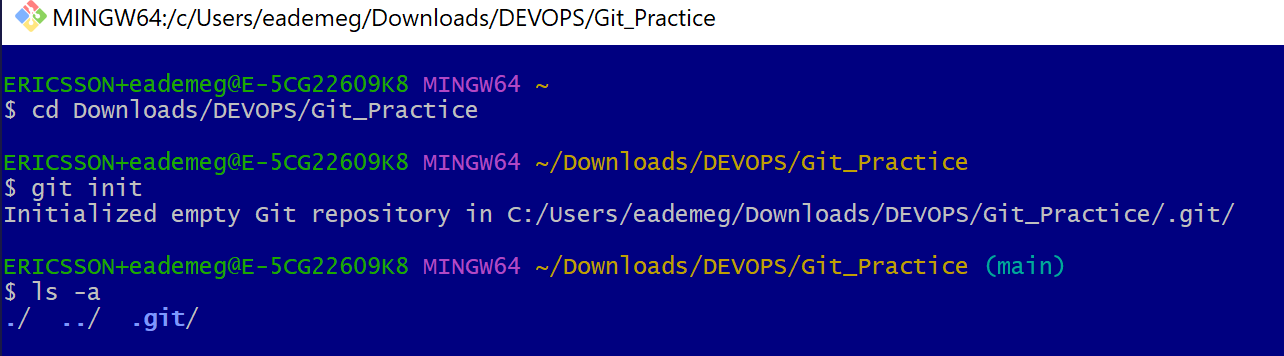 MINGW64:/c/Users/eademeg/Downloads/DEVOPS/Git_Practice
ERICSSON+eademeg@E-5CG22609K8 MINGW64 ~
$ cd Downloads/DEVOPS/Git_Practice
ERICSSON+eademeg@E-5CG22609K8 MINGW64 ~/Downloads/DEVOPS/Git_Practice
$ git init
Initialized empty Git repository in C:/Users/eademeg/Downloads/DEVOPS/Git_Practice/.git/
ERICSSON+eademeg@E-5CG22609K8 MINGW64 ~/Downloads/DEVOPS/Git_Practice (main)
$ ls -a
./  ../  .git/